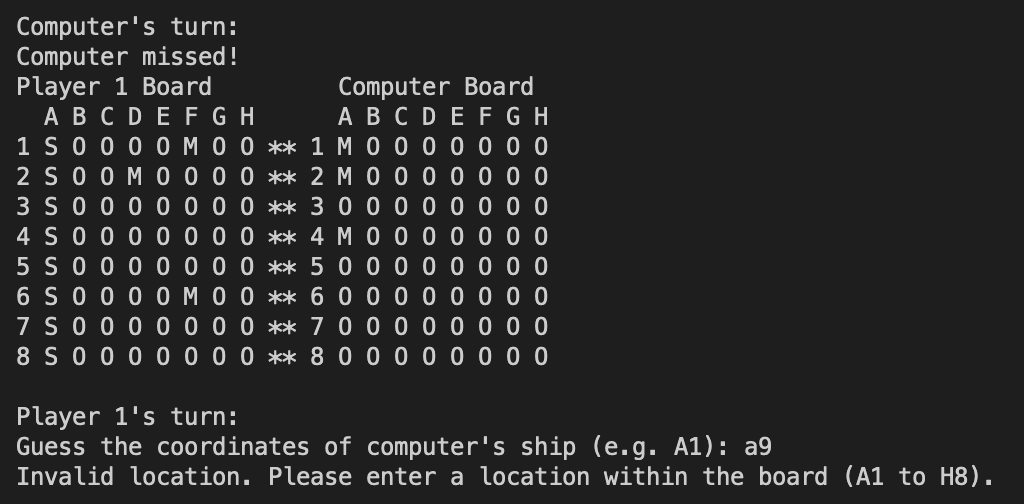 Computer's turn:
Computer missed!
Player 1 Board         Computer Board
  A B C D E F G H      A B C D E F G H
1 S O O O O M O O ** 1 M O O O O O O O
2 S O O M O O O O ** 2 M O O O O O O O
3 S O O O O O O O ** 3 O O O O O O O O
4 S O O O O O O O ** 4 M O O O O O O O
5 S O O O O O O O ** 5 O O O O O O O O
6 S O O O O M O O ** 6 O O O O O O O O
7 S O O O O O O O ** 7 O O O O O O O O
8 S O O O O O O O ** 8 O O O O O O O O
Player 1's turn:
Guess the coordinates of computer's ship (e.g. A1): a9
Invalid location. Please enter a location within the board (A1 to H8).